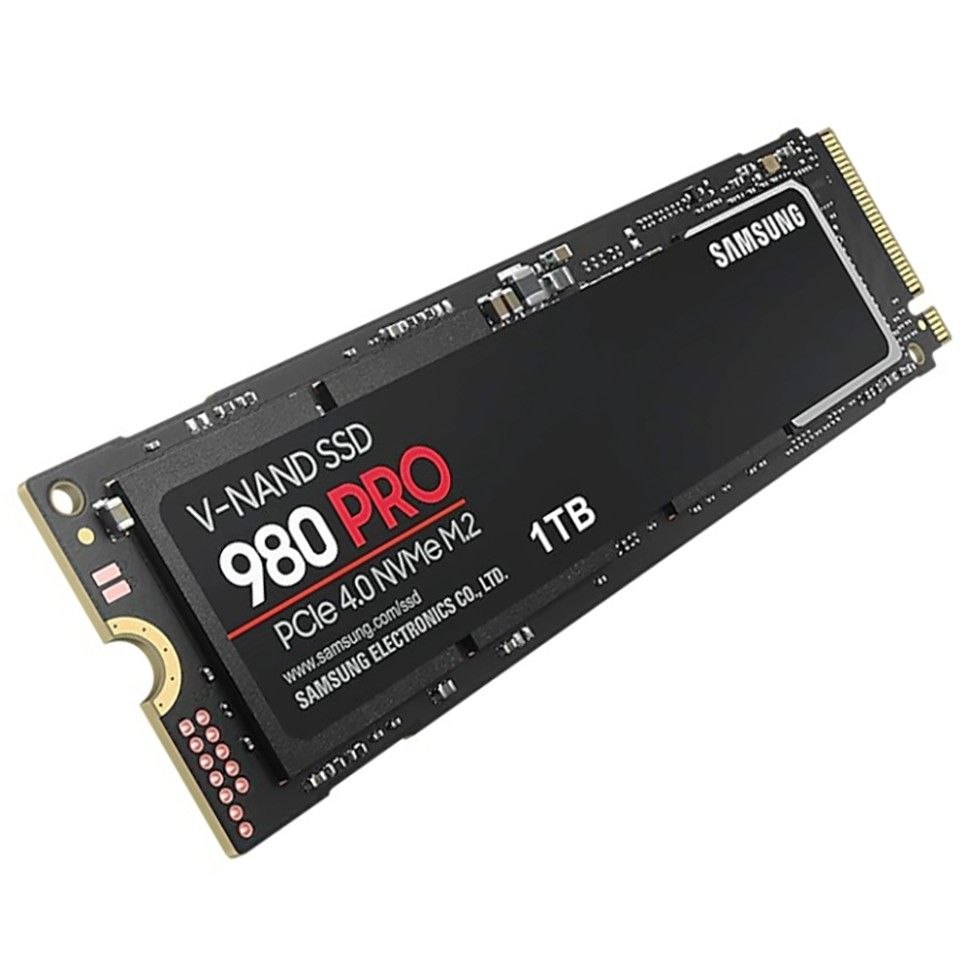 SAMSUNG
V-NAND SSD
980 PRO
PCIe 4.0 NVMe M.2
1TB
www.samsung.com/ssd
SAMSUNG ELECTRONICS CO., LTD.